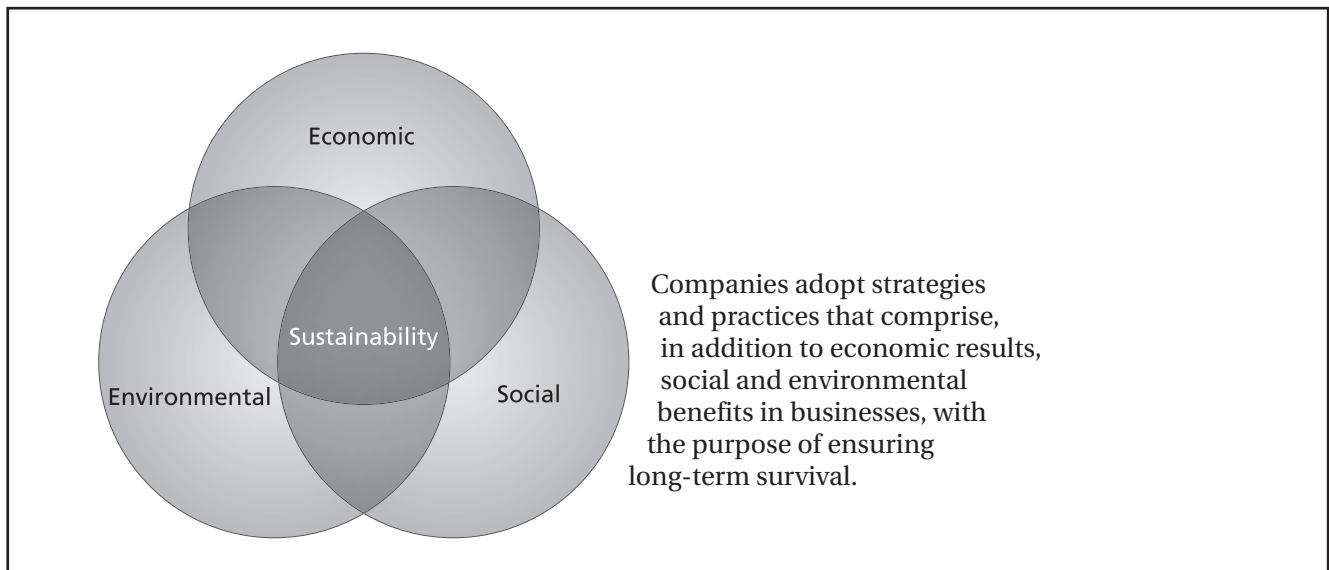 Economic
Sustainability
Environmental
Social
Companies adopt strategies
and practices that comprise,
in addition to economic results,
social and environmental
benefits in businesses, with
the purpose of ensuring
long-term survival.